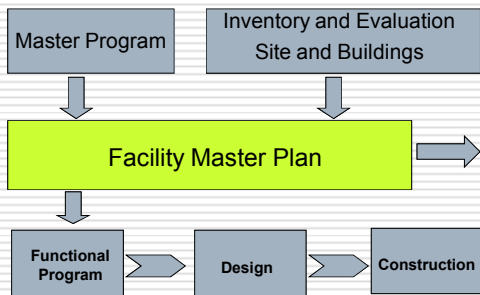 Master Program
Inventory and Evaluation
Site and Buildings
Facility Master Plan
Functional
Program
Design
Construction